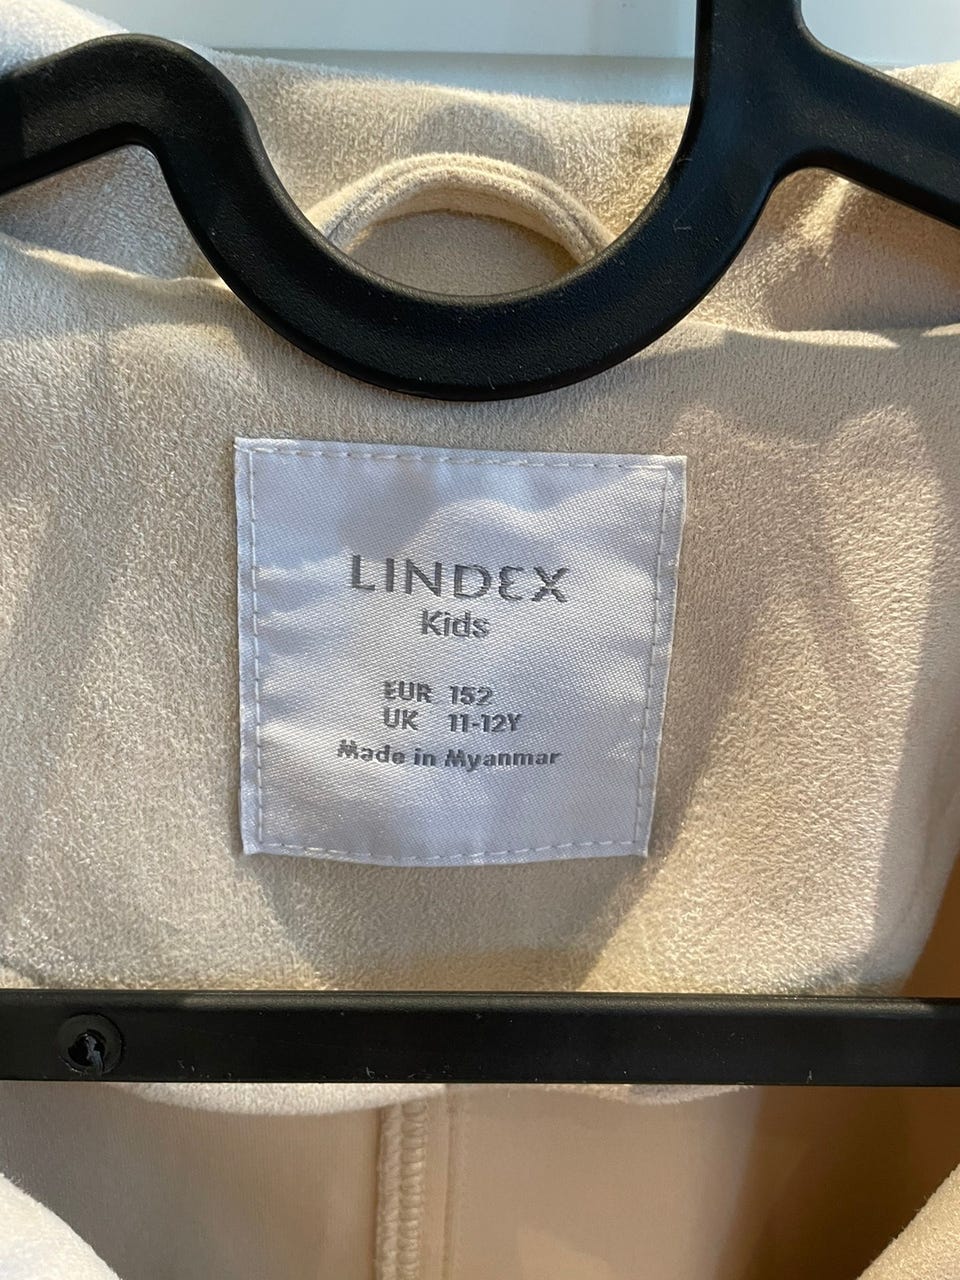 LINDEX
Kids
EUR 152
UK 11-12Y
Made in Myanmar